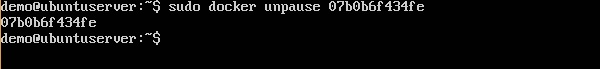 demo@ubuntuserver:~$ sudo docker unpause 07b0b6f434fe
07b0b6f434fe
demo@ubuntuserver:~$